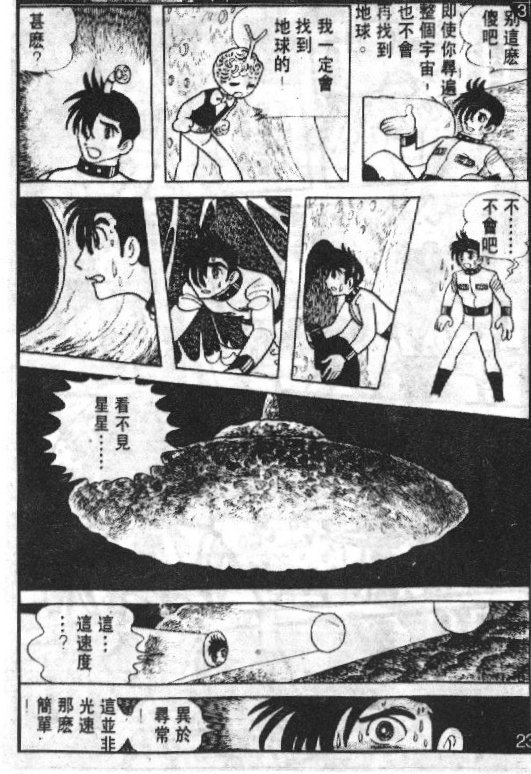 別這麽
傻吧！
即使你尋遍
整個宇宙，
也不會
再找到
地球。
我一定會
找到
地球的！
甚麽？
不……
不會吧
看不見
星星……
這…
這速度
…？
異於
尋常
！
這並非
光速
那麽
簡單
！
23